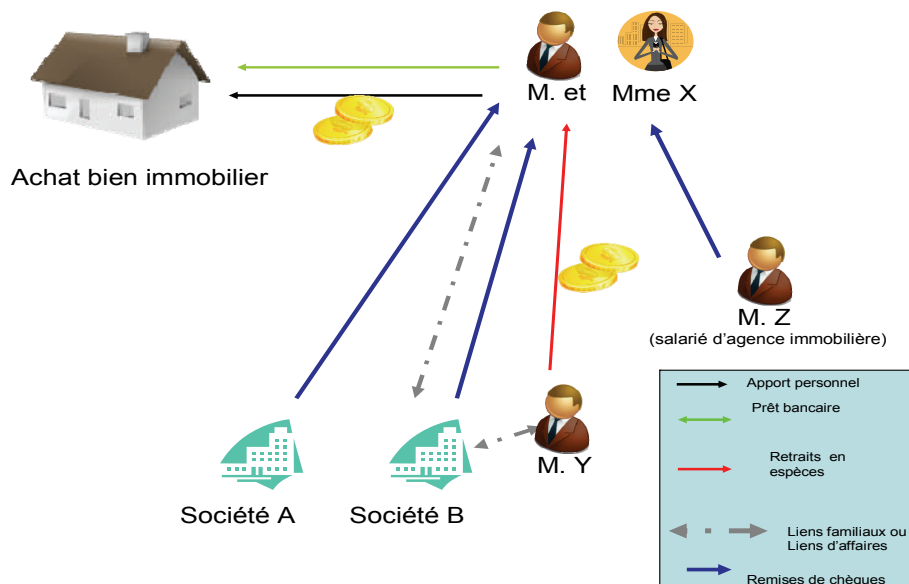 M. et Mme X
Achat bien immobilier
M. Z
(salarié d'agence immobilière)
M. Y
Société A
Société B
Apport personnel
Prêt bancaire
Retraits en
espèces
Liens familiaux ou
Liens d'affaires
Remises de chèques